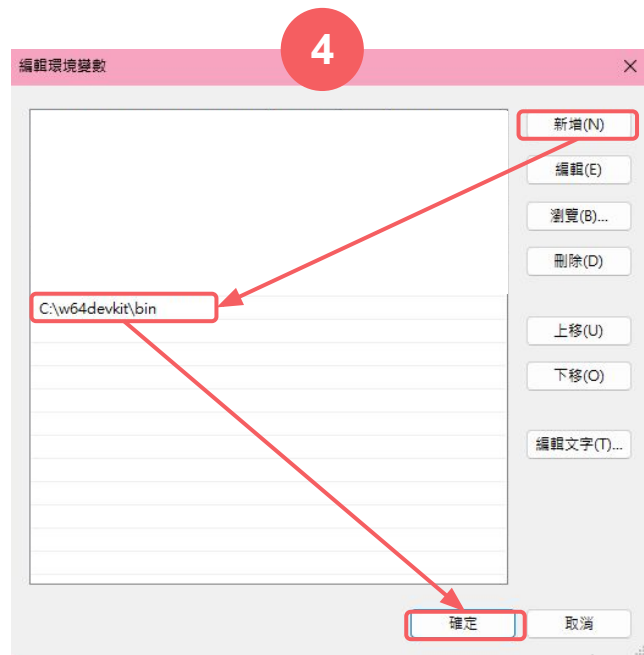 4
編輯環境變數
新增(N)
編輯(E)
瀏覽(B)...
刪除(D)
C:\w64devkit\bin
上移(U)
下移(O)
編輯文字(T)...
確定
取消